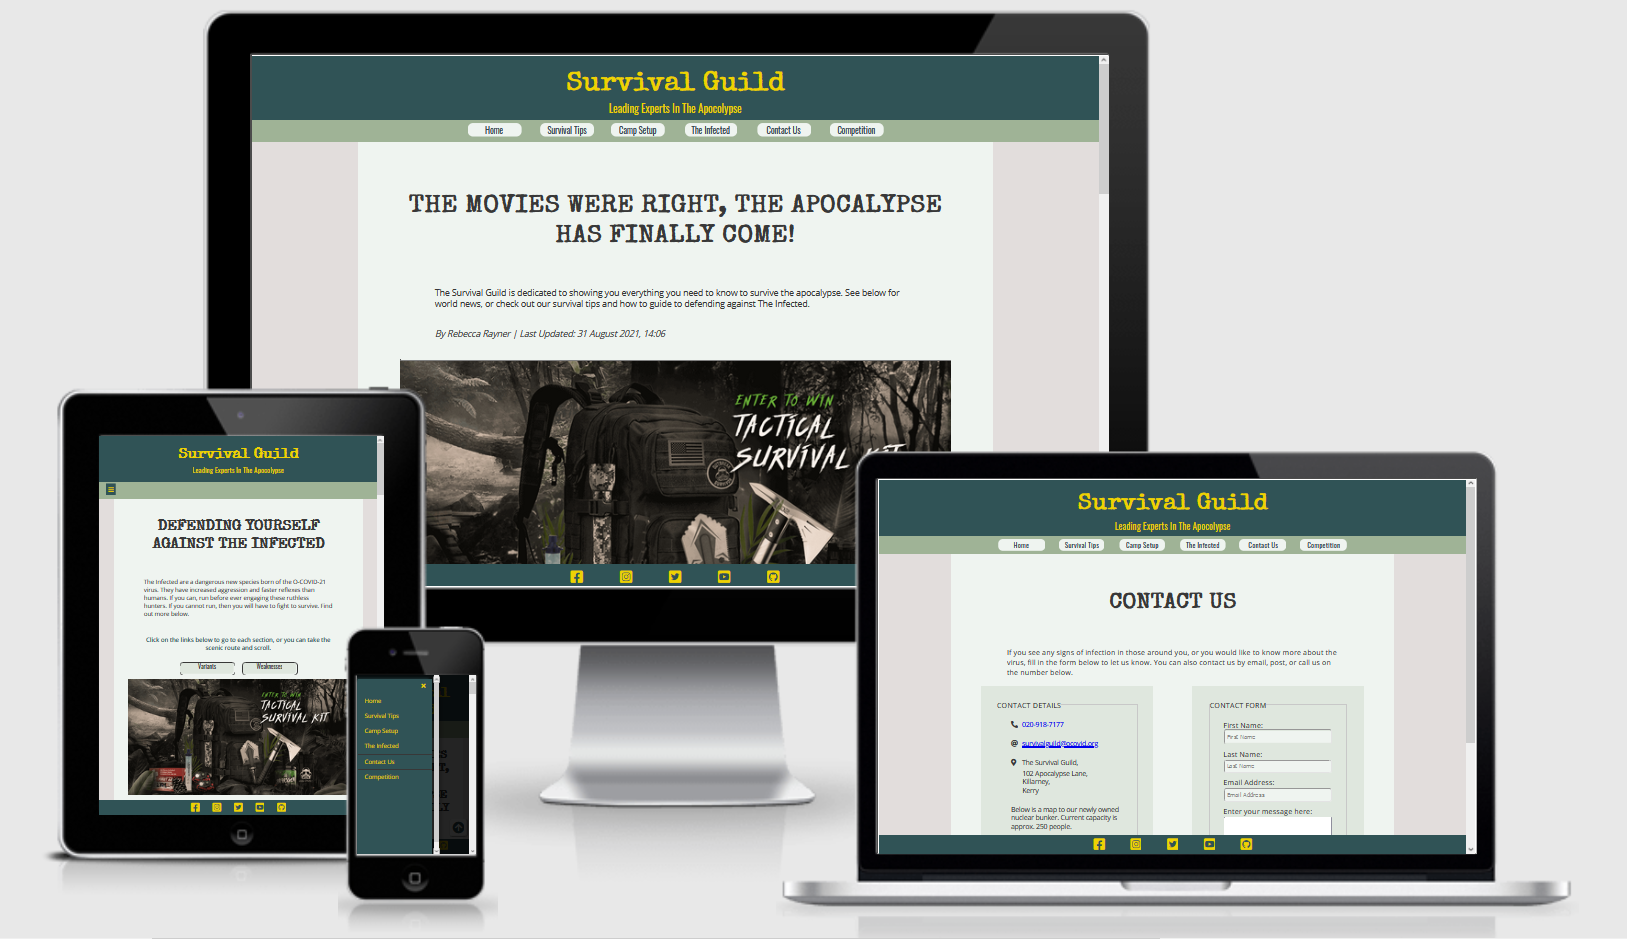 Survival Guild
Leading Experts In The Apocolypse
Home Survival Tips Camp Setup The Infected Contact Us Competition
THE MOVIES WERE RIGHT, THE APOCALYPSE
HAS FINALLY COME!
The Survival Guild is dedicated to showing you everything you need to know to survive the apocalypse. See below for
world news, or check out our survival tips and how to guide to defending against The Infected.
By Rebecca Rayner | Last Updated: 31 August 2021, 14:06
ENTER TO WIN
TACTICAL
SURVIVAL KIT
Survival Guild
Leading Experts In The Apocolypse
DEFENDING YOURSELF
AGAINST THE INFECTED
The Infected are a dangerous new species born of the O-COVID-21
virus. They have increased aggression and faster reflexes than
humans. If you can, run before ever engaging these ruthless
hunters. If you cannot run, then you will have to fight to survive. Find
out more below.
Click on the links below to go to each section, or you can take the
scenic route and scroll.
Variants Weaknesses
ENTER TO WIN
TACTICAL
SURVIVAL KIT
Home
Survival Tips
Camp Setup
The Infected
Contact Us
Competition
Survival Guild
Leading Experts In The Apocolypse
Home Survival Tips Camp Setup The Infected Contact Us Competition
CONTACT US
If you see any signs of infection in those around you, or you would like to know more about the
virus, fill in the form below to let us know. You can also contact us by email, post, or call us on
the number below.
CONTACT DETAILS
020-918-7177
survivalguild@ocovid.org
The Survival Guild,
102 Apocalypse Lane,
Killarney,
Kerry
Below is a map to our newly owned
nuclear bunker. Current capacity is
approx. 250 people.
CONTACT FORM
First Name:
First Name
Last Name:
Last Name
Email Address:
Email Address
Enter your message here: